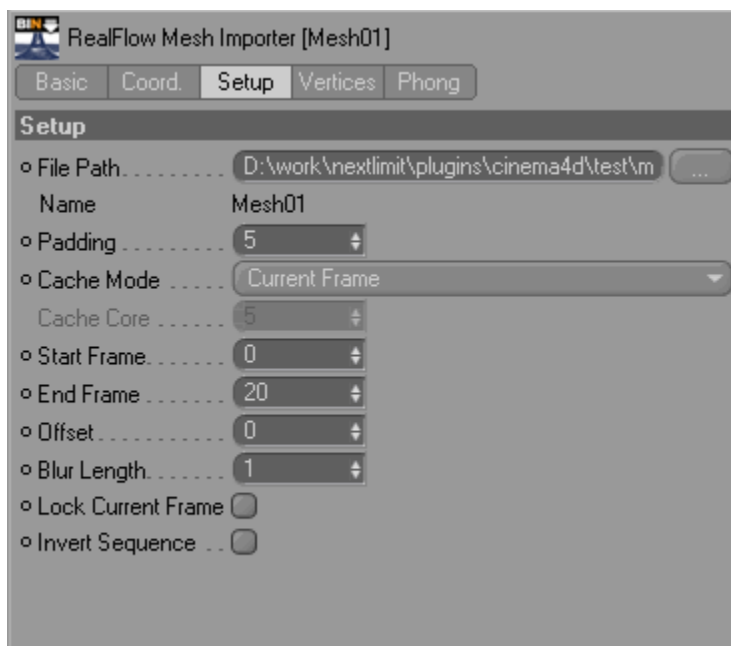 BIN
RealFlow Mesh Importer [Mesh01]
Basic Coord. Setup Vertices Phong
Setup
File Path. . . . . . . . . D:\work\nextlimit\plugins\cinema4d\test\m ...
Name Mesh01
Padding . . . . . . . . . 5
Cache Mode . . . . . Current Frame
Cache Core . . . . . . 5
Start Frame. . . . . . . 0
End Frame . . . . . . . 20
Offset. . . . . . . . . . . 0
Blur Length. . . . . . . 1
Lock Current Frame
Invert Sequence . .